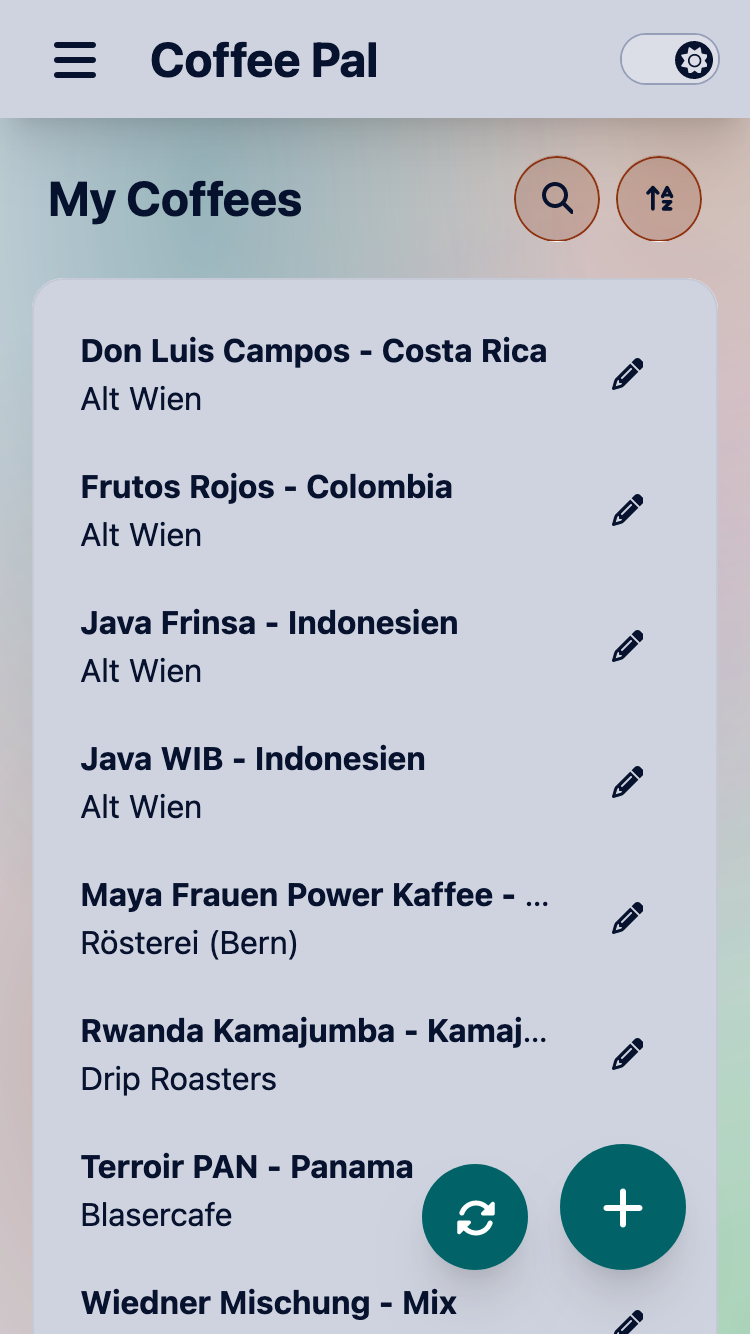 Coffee Pal
My Coffees
Don Luis Campos - Costa Rica
Alt Wien
Frutos Rojos - Colombia
Alt Wien
Java Frinsa - Indonesien
Alt Wien
Java WIB - Indonesien
Alt Wien
Maya Frauen Power Kaffee - ...
Rösterei (Bern)
Rwanda Kamajumba - Kamaj...
Drip Roasters
Terroir PAN - Panama
Blasercafe
Wiedner Mischung - Mix